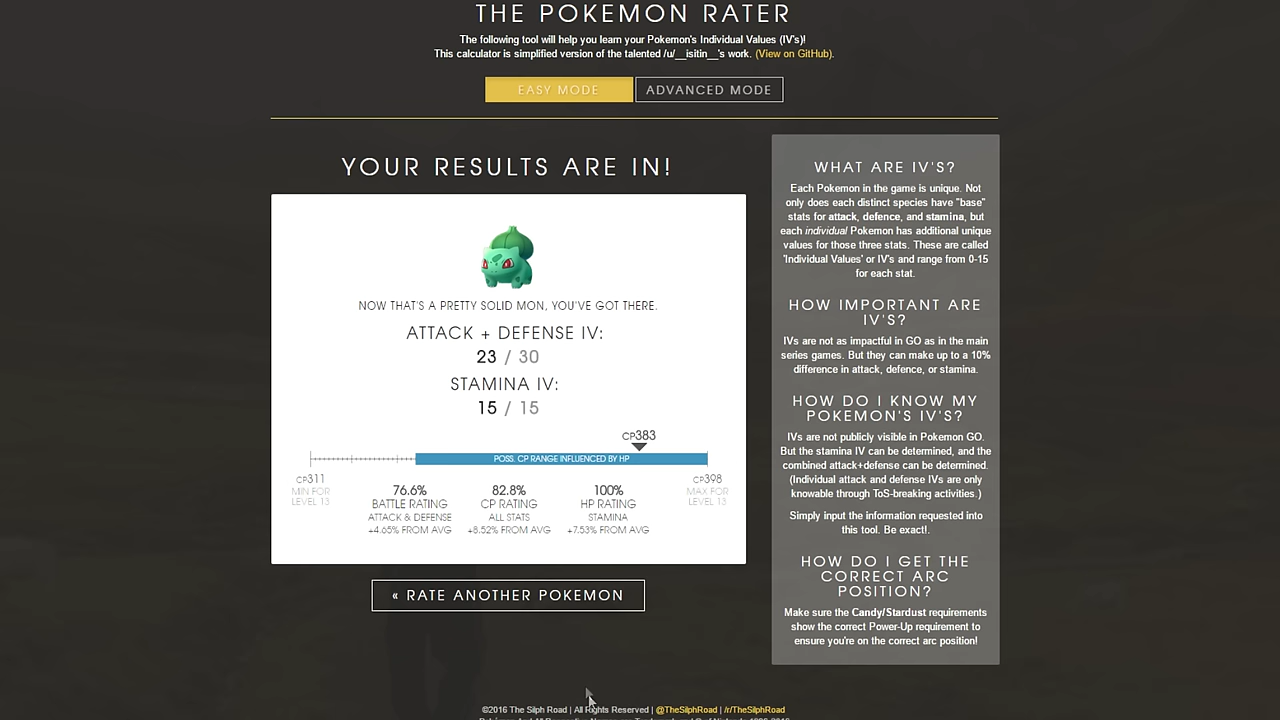 THE POKEMON RATER
The following tool will help you learn your Pokemon's Individual Values (IV's)!
This calculator is simplified version of the talented /u/__isitin__'s work. (View on GitHub).
EASY MODE
ADVANCED MODE
YOUR RESULTS ARE IN!
NOW THAT'S A PRETTY SOLID MON, YOU'VE GOT THERE.
ATTACK + DEFENSE IV:
23 / 30
STAMINA IV:
15 / 15
CP383
POSS. CP RANGE INFLUENCED BY HP
CP311
MIN FOR
LEVEL 13
76.6%
BATTLE RATING
ATTACK & DEFENSE
+4.65% FROM AVG
82.8%
CP RATING
ALL STATS
+8.52% FROM AVG
100%
HP RATING
STAMINA
+7.53% FROM AVG
CP398
MAX FOR
LEVEL 13
« RATE ANOTHER POKEMON
WHAT ARE IV'S?
Each Pokemon in the game is unique. Not
only does each distinct species have "base"
stats for attack, defence, and stamina, but
each individual Pokemon has additional unique
values for those three stats. These are called
'Individual Values' or IV's and range from 0-15
for each stat.
HOW IMPORTANT ARE
IV'S?
IVs are not as impactful in GO as in the main
series games. But they can make up to a 10%
difference in attack, defence, or stamina.
HOW DO I KNOW MY
POKEMON'S IV'S?
IVs are not publicly visible in Pokemon GO.
But the stamina IV can be determined, and the
combined attack+defense can be determined.
(Individual attack and defense IVs are only
knowable through ToS-breaking activities.)
Simply input the information requested into
this tool. Be exact!.
HOW DO I GET THE
CORRECT ARC
POSITION?
Make sure the Candy/Stardust requirements
show the correct Power-Up requirement to
ensure you're on the correct arc position!
©2016 The Silph Road | All Rights Reserved | @TheSilphRoad | /r/TheSilphRoad